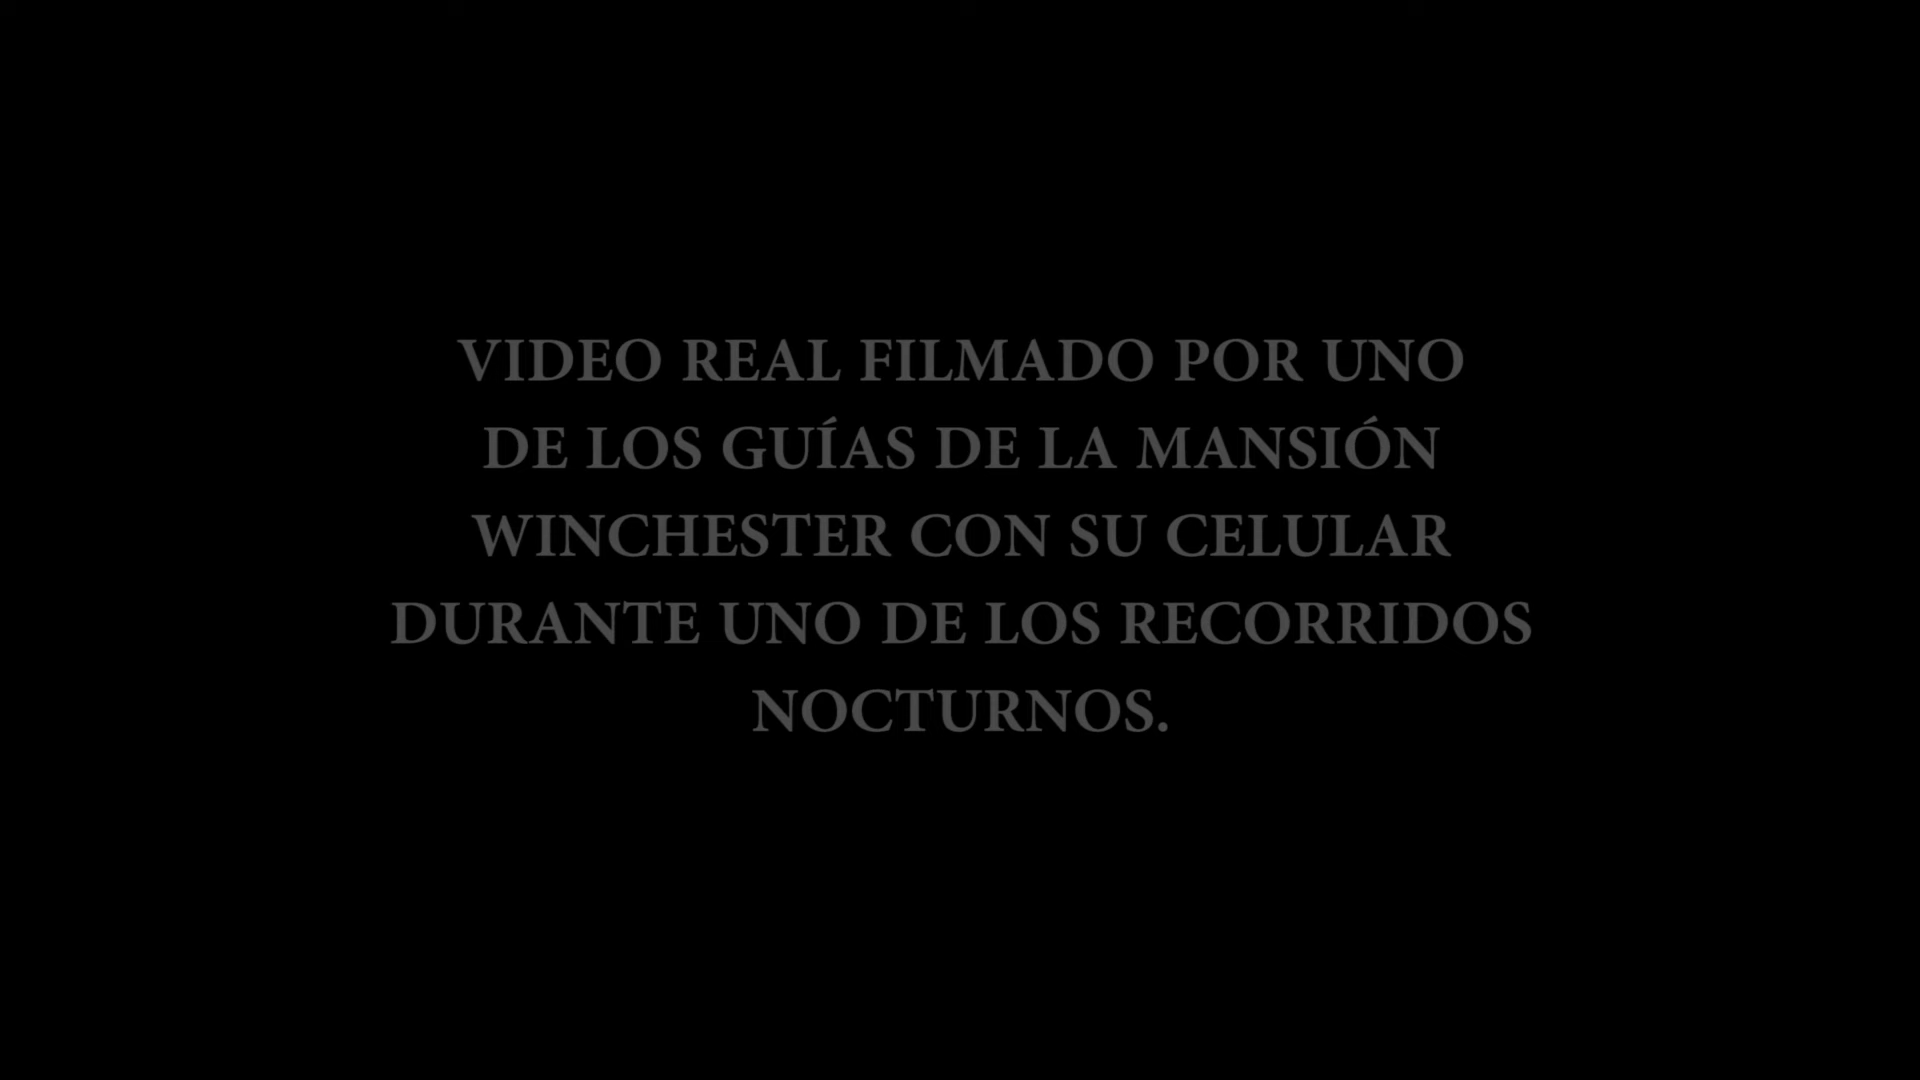 VIDEO REAL FILMADO POR UNO
DE LOS GUÍAS DE LA MANSIÓN
WINCHESTER CON SU CELULAR
DURANTE UNO DE LOS RECORRIDOS
NOCTURNOS.